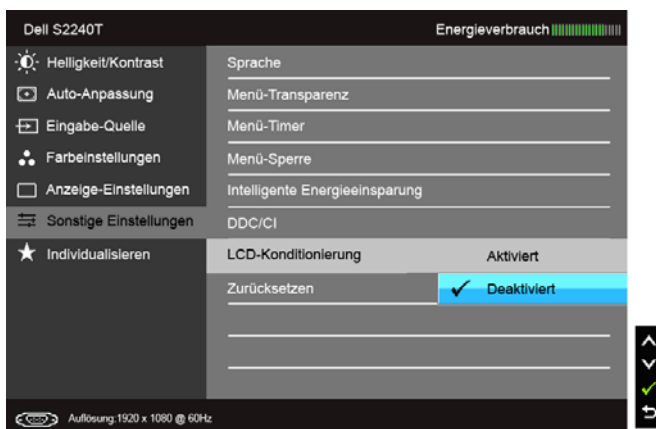 Dell S2240T
Energieverbrauch
Helligkeit/Kontrast
Auto-Anpassung
Eingabe-Quelle
Farbeinstellungen
Anzeige-Einstellungen
Sonstige Einstellungen
Individualisieren
Sprache
Menü-Transparenz
Menü-Timer
Menü-Sperre
Intelligente Energieeinsparung
DDC/CI
LCD-Konditionierung
Aktiviert
Zurücksetzen
Deaktiviert
Auflösung:1920 x 1080 @ 60Hz